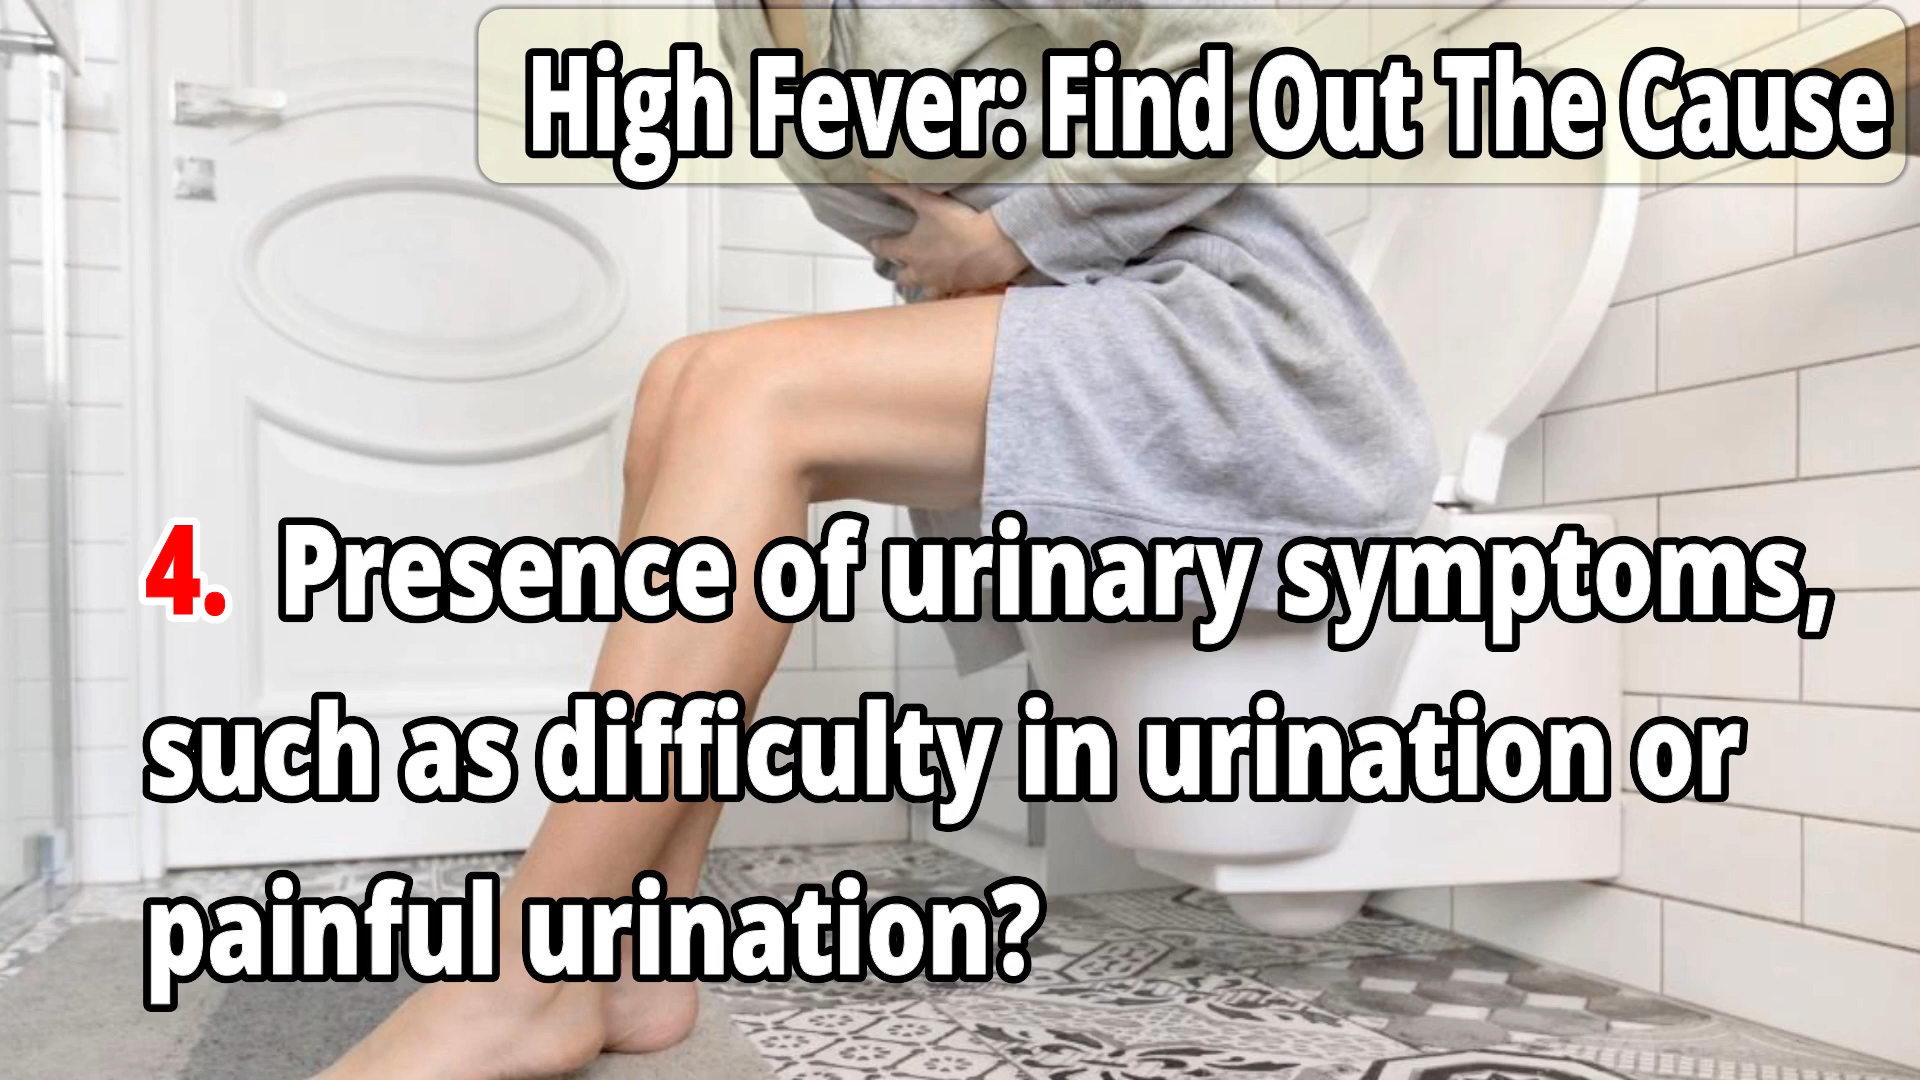 High Fever: Find Out The Cause
4. Presence of urinary symptoms,
such as difficulty in urination or
painful urination?